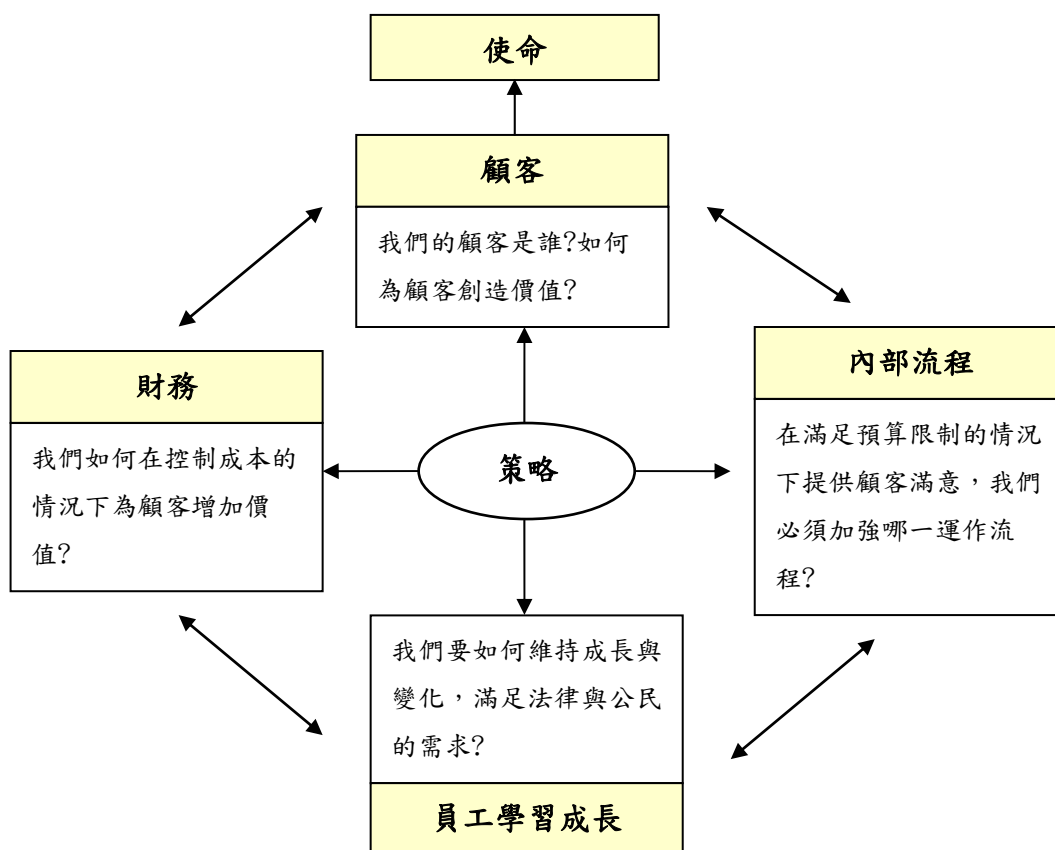 使命
顧客
我們的顧客是誰?如何
為顧客創造價值?
財務
我們如何在控制成本的
情況下為顧客增加價
值?
策略
內部流程
在滿足預算限制的情況
下提供顧客滿意，我們
必須加強哪一運作流
程?
我們要如何維持成長與
變化，滿足法律與公民
的需求?
員工學習成長